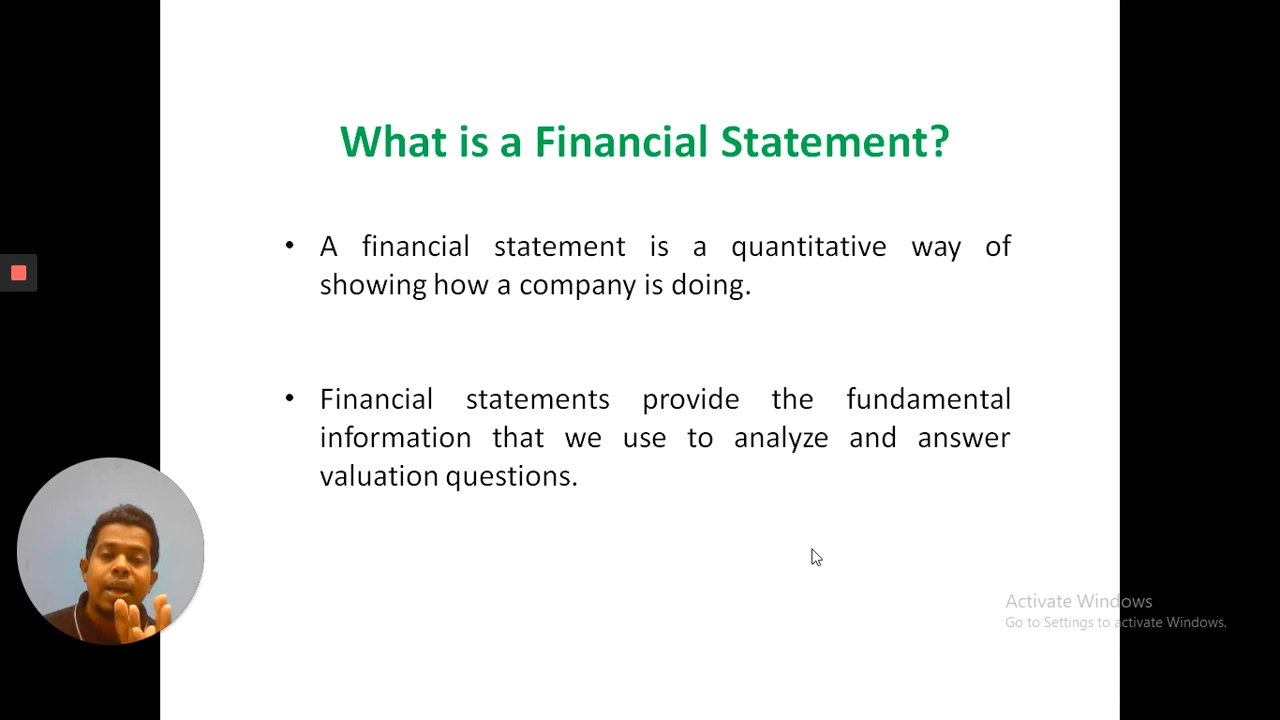 What is a Financial Statement?
• A financial statement is a quantitative way of
showing how a company is doing.
• Financial statements provide the fundamental
information that we use to analyze and answer
valuation questions.
Activate Windows
Go to Settings to activate Windows.